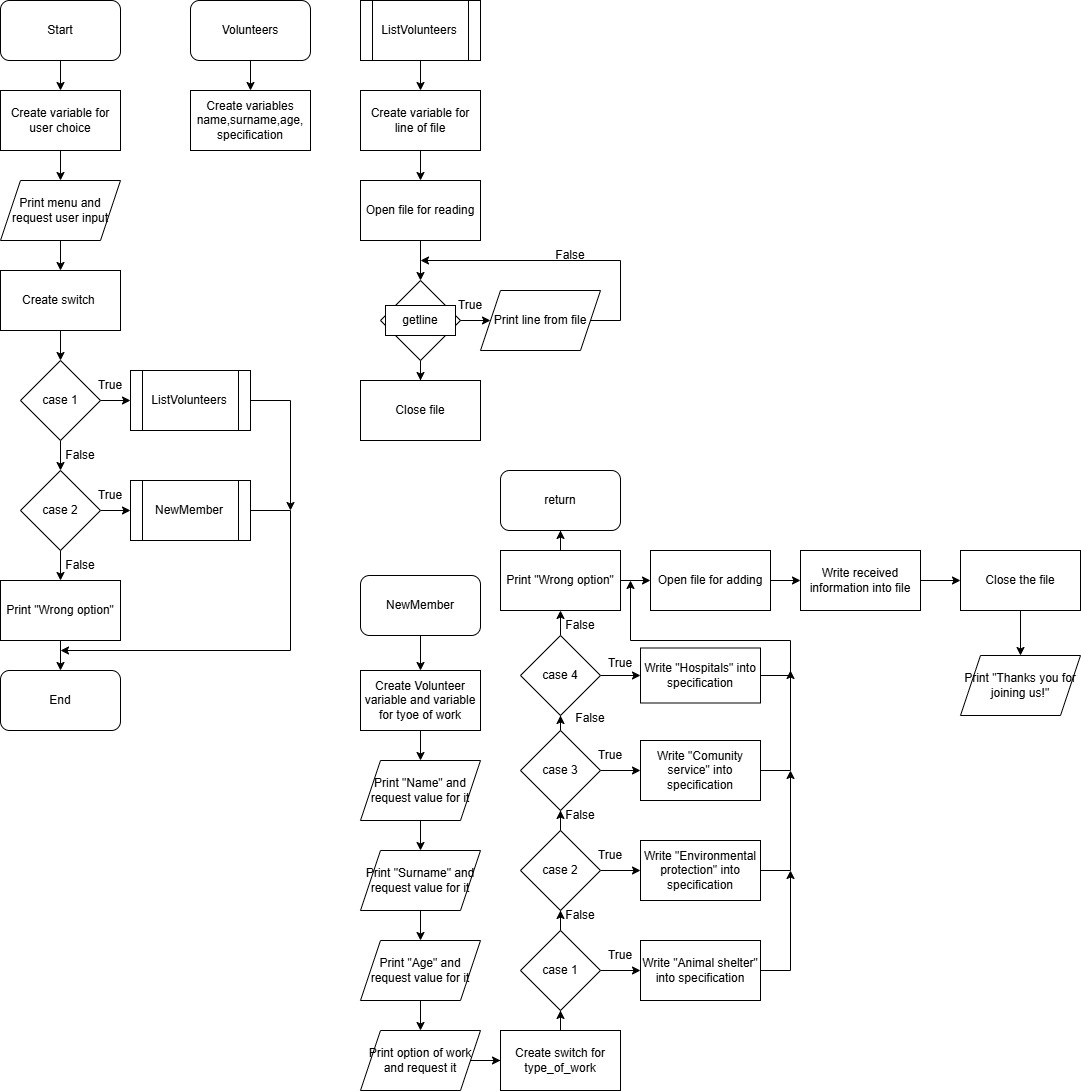 Start
Create variable for
user choice
Print menu and
request user input
Create switch
case 1
True
ListVolunteers
False
case 2
True
NewMember
False
Print "Wrong option"
End
Volunteers
Create variables
name,surname,age,
specification
ListVolunteers
Create variable for
line of file
Open file for reading
False
getline
True
Print line from file
Close file
NewMember
Create Volunteer
variable and variable
for tyoe of work
Print "Name" and
request value for it
Print "Surname" and
request value for it
Print "Age" and
request value for it
Print option of work
and request it
Create switch for
type_of_work
case 1
True
Write "Animal shelter"
into specification
False
case 2
True
Write "Environmental
protection" into
specification
False
case 3
True
Write "Comunity
service" into
specification
False
case 4
True
Write "Hospitals" into
specification
False
Print "Wrong option"
return
Open file for adding
Write received
information into file
Close the file
Print "Thanks you for
joining us!"